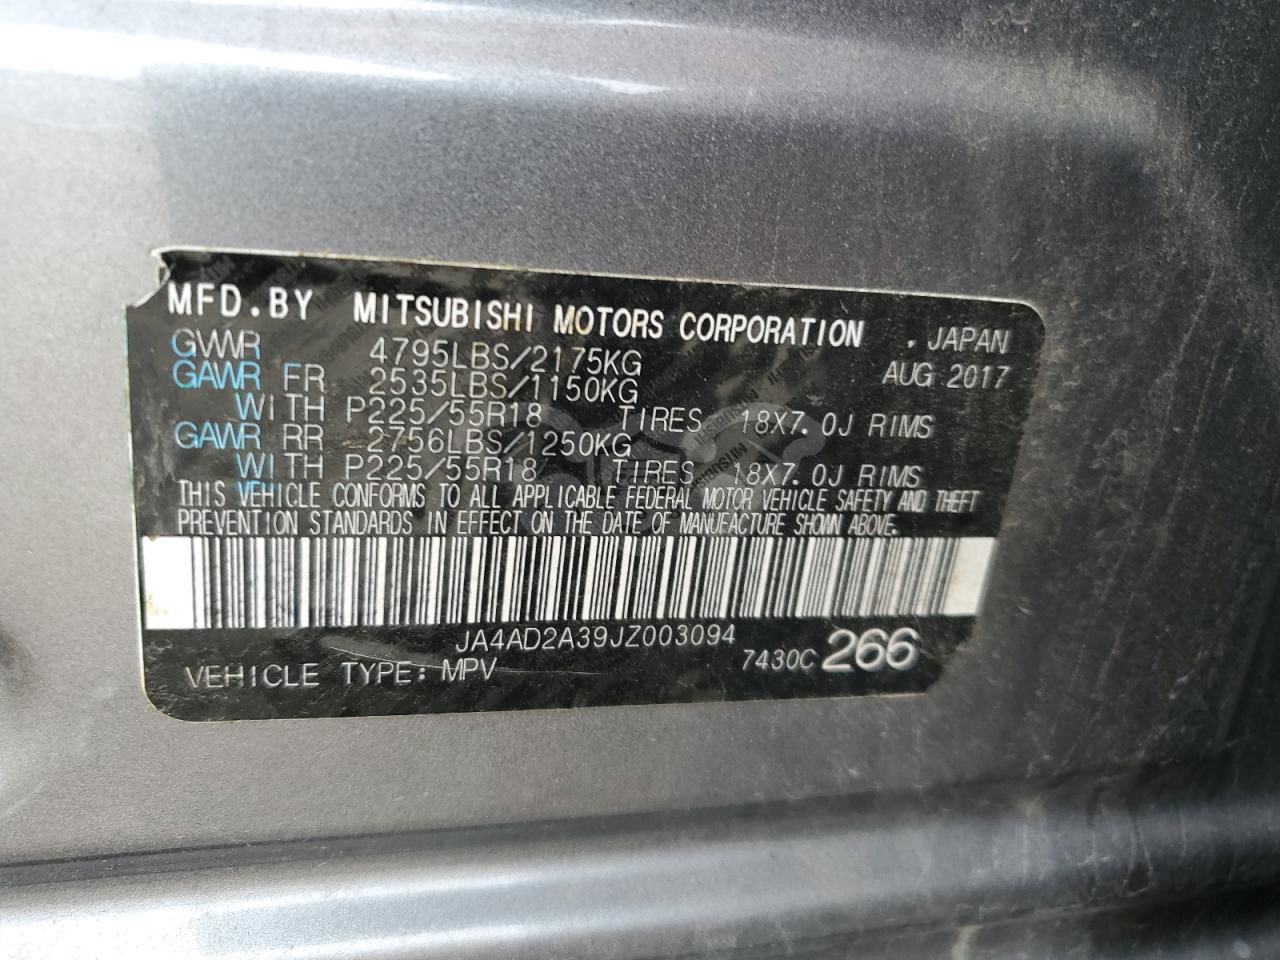 MFD.BY MITSUBISHI MOTORS CORPORATION . JAPAN
GVWR 4795LBS/2175KG AUG 2017
GAWR FR 2535LBS/1150KG
WITH P225/55R18 TIRES 18X7.0J RIMS
GAWR RR 2756LBS/1250KG
WITH P225/55R18 TIRES 18X7.0J RIMS
THIS VEHICLE CONFORMS TO ALL APPLICABLE FEDERAL MOTOR VEHICLE SAFETY AND THEFT
PREVENTION STANDARDS IN EFFECT ON THE DATE OF MANUFACTURE SHOWN ABOVE.
JA4AD2A39JZ003094
VEHICLE TYPE: MPV 7430C 266